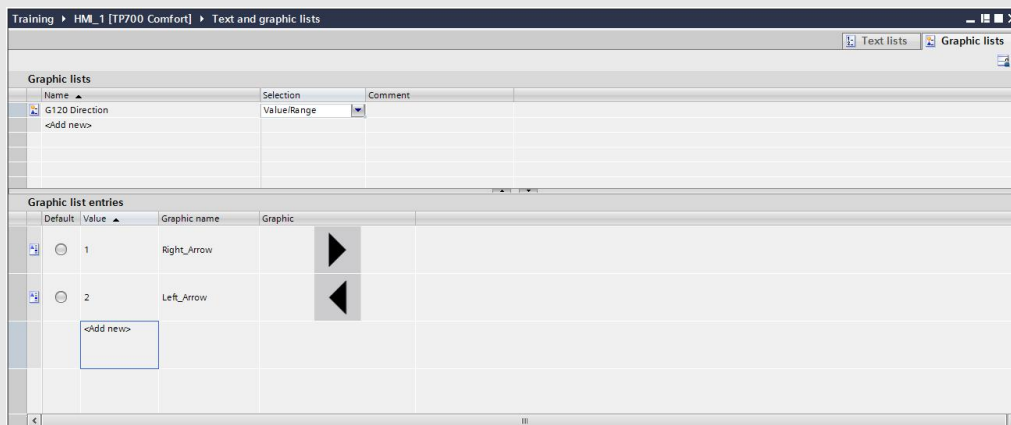 Training ▸ HMI_1 [TP700 Comfort] ▸ Text and graphic lists
Text lists Graphic lists
Graphic lists
Name Selection Comment
G120 Direction Value/Range
<Add new>
Graphic list entries
Default Value Graphic name Graphic
1 Right_Arrow
2 Left_Arrow
<Add new>